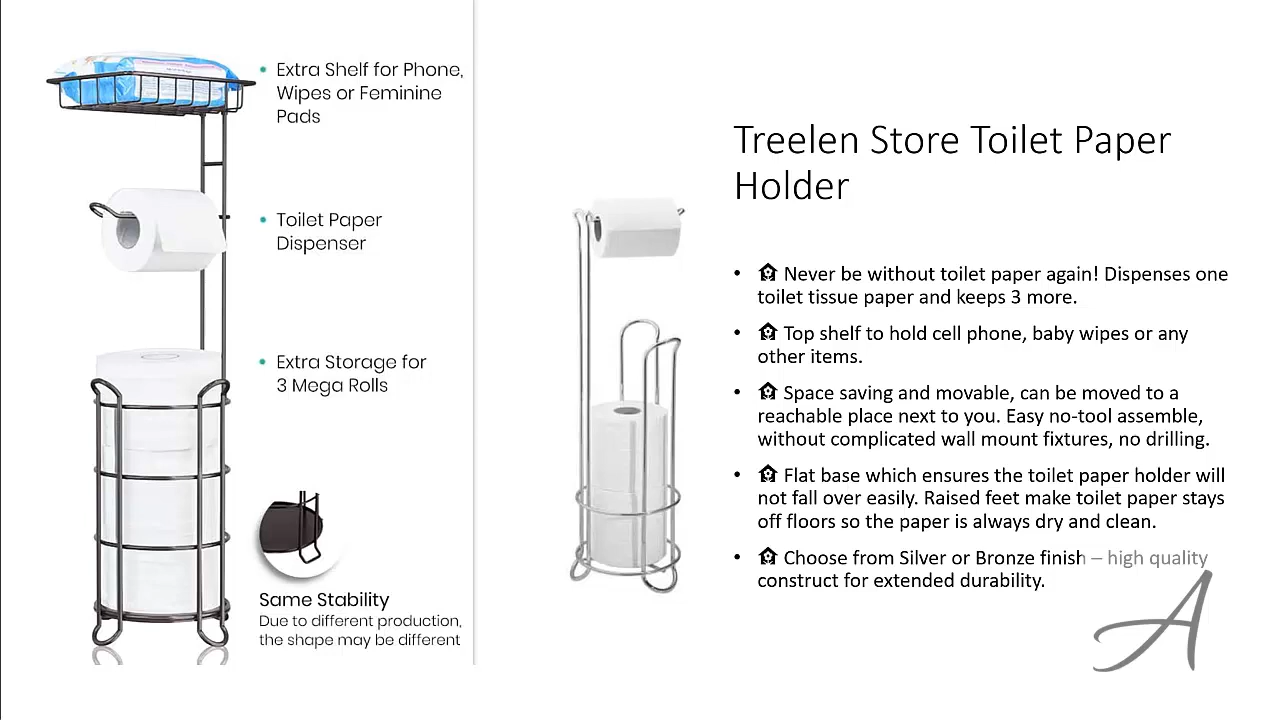 • Extra Shelf for Phone,
Wipes or Feminine
Pads
• Toilet Paper
Dispenser
• Extra Storage for
3 Mega Rolls
Same Stability
Due to different production,
the shape may be different
Treelen Store Toilet Paper
Holder
• 🏠 Never be without toilet paper again! Dispenses one
toilet tissue paper and keeps 3 more.
• 🏠 Top shelf to hold cell phone, baby wipes or any
other items.
• 🏠 Space saving and movable, can be moved to a
reachable place next to you. Easy no-tool assemble,
without complicated wall mount fixtures, no drilling.
• 🏠 Flat base which ensures the toilet paper holder will
not fall over easily. Raised feet make toilet paper stays
off floors so the paper is always dry and clean.
• 🏠 Choose from Silver or Bronze finish – high quality
construct for extended durability.
A